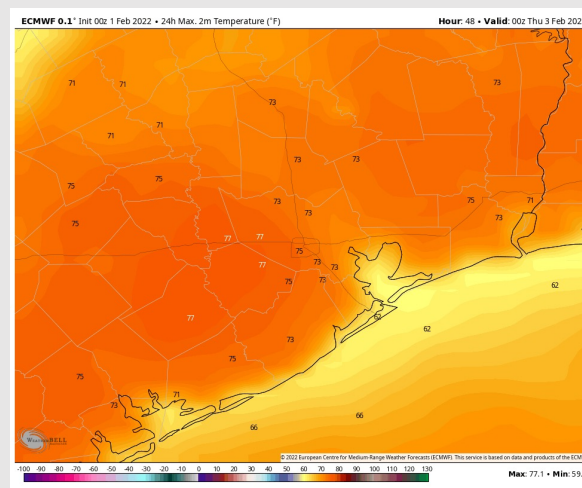 ECMWF 0.1° Init 00z 1 Feb 2022 • 24h Max. 2m Temperature (°F)
Hour: 48 • Valid: 00z Thu 3 Feb 202
71 71 73 73
71 71
73 73
75 75
73 75 71
75 73 73
77 77 75
77 73 73
75 73 62
77 62 62
73
75
75 71
73 66
66
WeatherBELL
© 2022 European Centre for Medium-Range Weather Forecasts (ECMWF). This service is based on data and products of the ECM
-100 -90 -80 -70 -60 -50 -40 -30 -20 -10 0 10 20 30 40 50 60 70 80 90 100 110 120 130
Max: 77.1 • Min: 59.